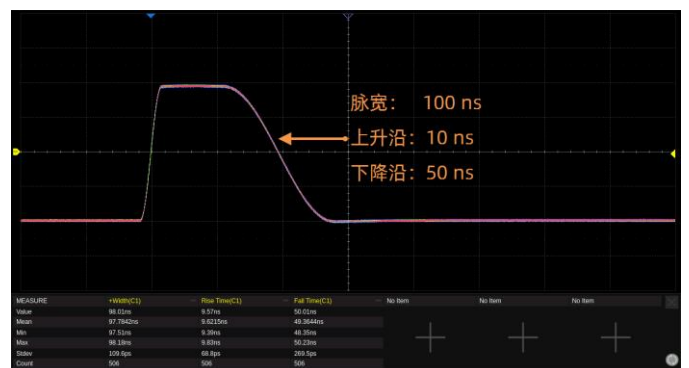 脉宽： 100 ns
上升沿：10 ns
下降沿：50 ns
MEASURE +Width(C1) Rise Time(C1) Fall Time(C1) No Item No Item No Item
Value 98.01ns 9.57ns 50.01ns
Mean 97.7842ns 9.6215ns 49.3644ns
Min 97.51ns 9.39ns 48.35ns
Max 98.18ns 9.83ns 50.23ns
Stdev 109.6ps 68.8ps 269.5ps
Count 506 506 506